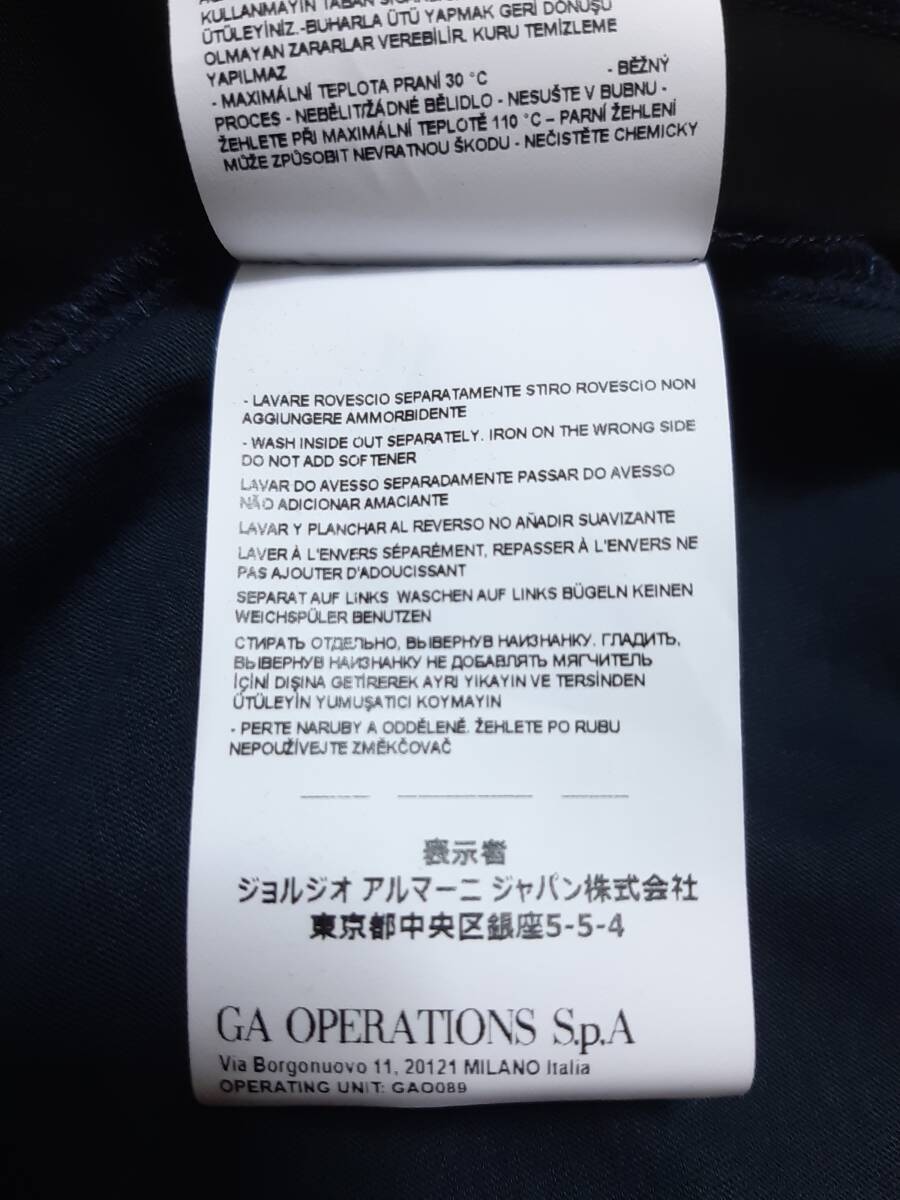 KULLANMAYIN TABAN
ÜTÜLEYİNİZ.-BUHARLA ÜTÜ YAPMAK GERİ DÖNÜŞÜ
OLMAYAN ZARARLAR VEREBİLİR. KURU TEMİZLEME
YAPILMAZ
- MAXIMÁLNÍ TEPLOTA PRANÍ 30 °C - BĚŽNÝ
PROCES - NEBĚLIT/ŽÁDNÉ BĚLIDLO - NESUŠTE V BUBNU -
ŽEHLETE PŘI MAXIMÁLNÍ TEPLOTĚ 110 °C – PARNÍ ŽEHLENÍ
MŮŽE ZPŮSOBIT NEVRATNOU ŠKODU - NEČISTĚTE CHEMICKY
- LAVARE ROVESCIO SEPARATAMENTE STIRO ROVESCIO NON
AGGIUNGERE AMMORBIDENTE
- WASH INSIDE OUT SEPARATELY. IRON ON THE WRONG SIDE
DO NOT ADD SOFTENER
LAVAR DO AVESSO SEPARADAMENTE PASSAR DO AVESSO
NÃO ADICIONAR AMACIANTE
LAVAR Y PLANCHAR AL REVERSO NO AÑADIR SUAVIZANTE
LAVER À L'ENVERS SÉPARÉMENT, REPASSER À L'ENVERS NE
PAS AJOUTER D'ADOUCISSANT
SEPARAT AUF LINKS WASCHEN AUF LINKS BÜGELN KEINEN
WEICHSPÜLER BENUTZEN
СТИРАТЬ ОТДЕЛЬНО, ВЫВЕРНУВ НАИЗНАНКУ. ГЛАДИТЬ,
ВЫВЕРНУВ НАИЗНАНКУ НЕ ДОБАВЛЯТЬ МЯГЧИТЕЛЬ
İÇİNİ DIŞINA GETİREREK AYRI YIKAYIN VE TERSİNDEN
ÜTÜLEYİN YUMUŞATICI KOYMAYIN
- PERTE NARUBY A ODDĚLENĚ. ŽEHLETE PO RUBU
NEPOUŽÍVEJTE ZMĚKČOVAČ
表示者
ジョルジオ アルマーニ ジャパン株式会社
東京都中央区銀座5-5-4
GA OPERATIONS S.p.A
Via Borgonuovo 11, 20121 MILANO Italia
OPERATING UNIT: GAO089